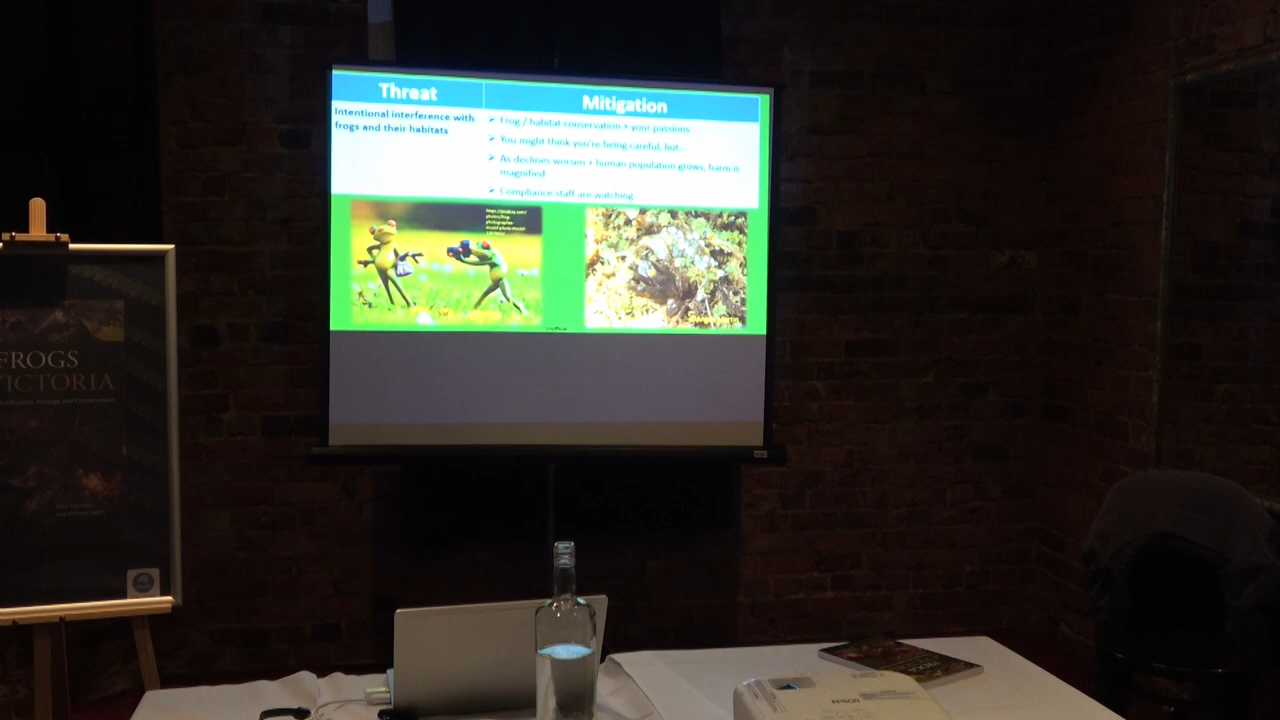 Threat
Mitigation
Intentional interference with
frogs and their habitats
Frog / habitat conservation > your passions
You might think you're being careful, but...
As declines worsen + human population grows, harm is
magnified
Compliance staff are watching
FROGS
VICTORIA
EPSON